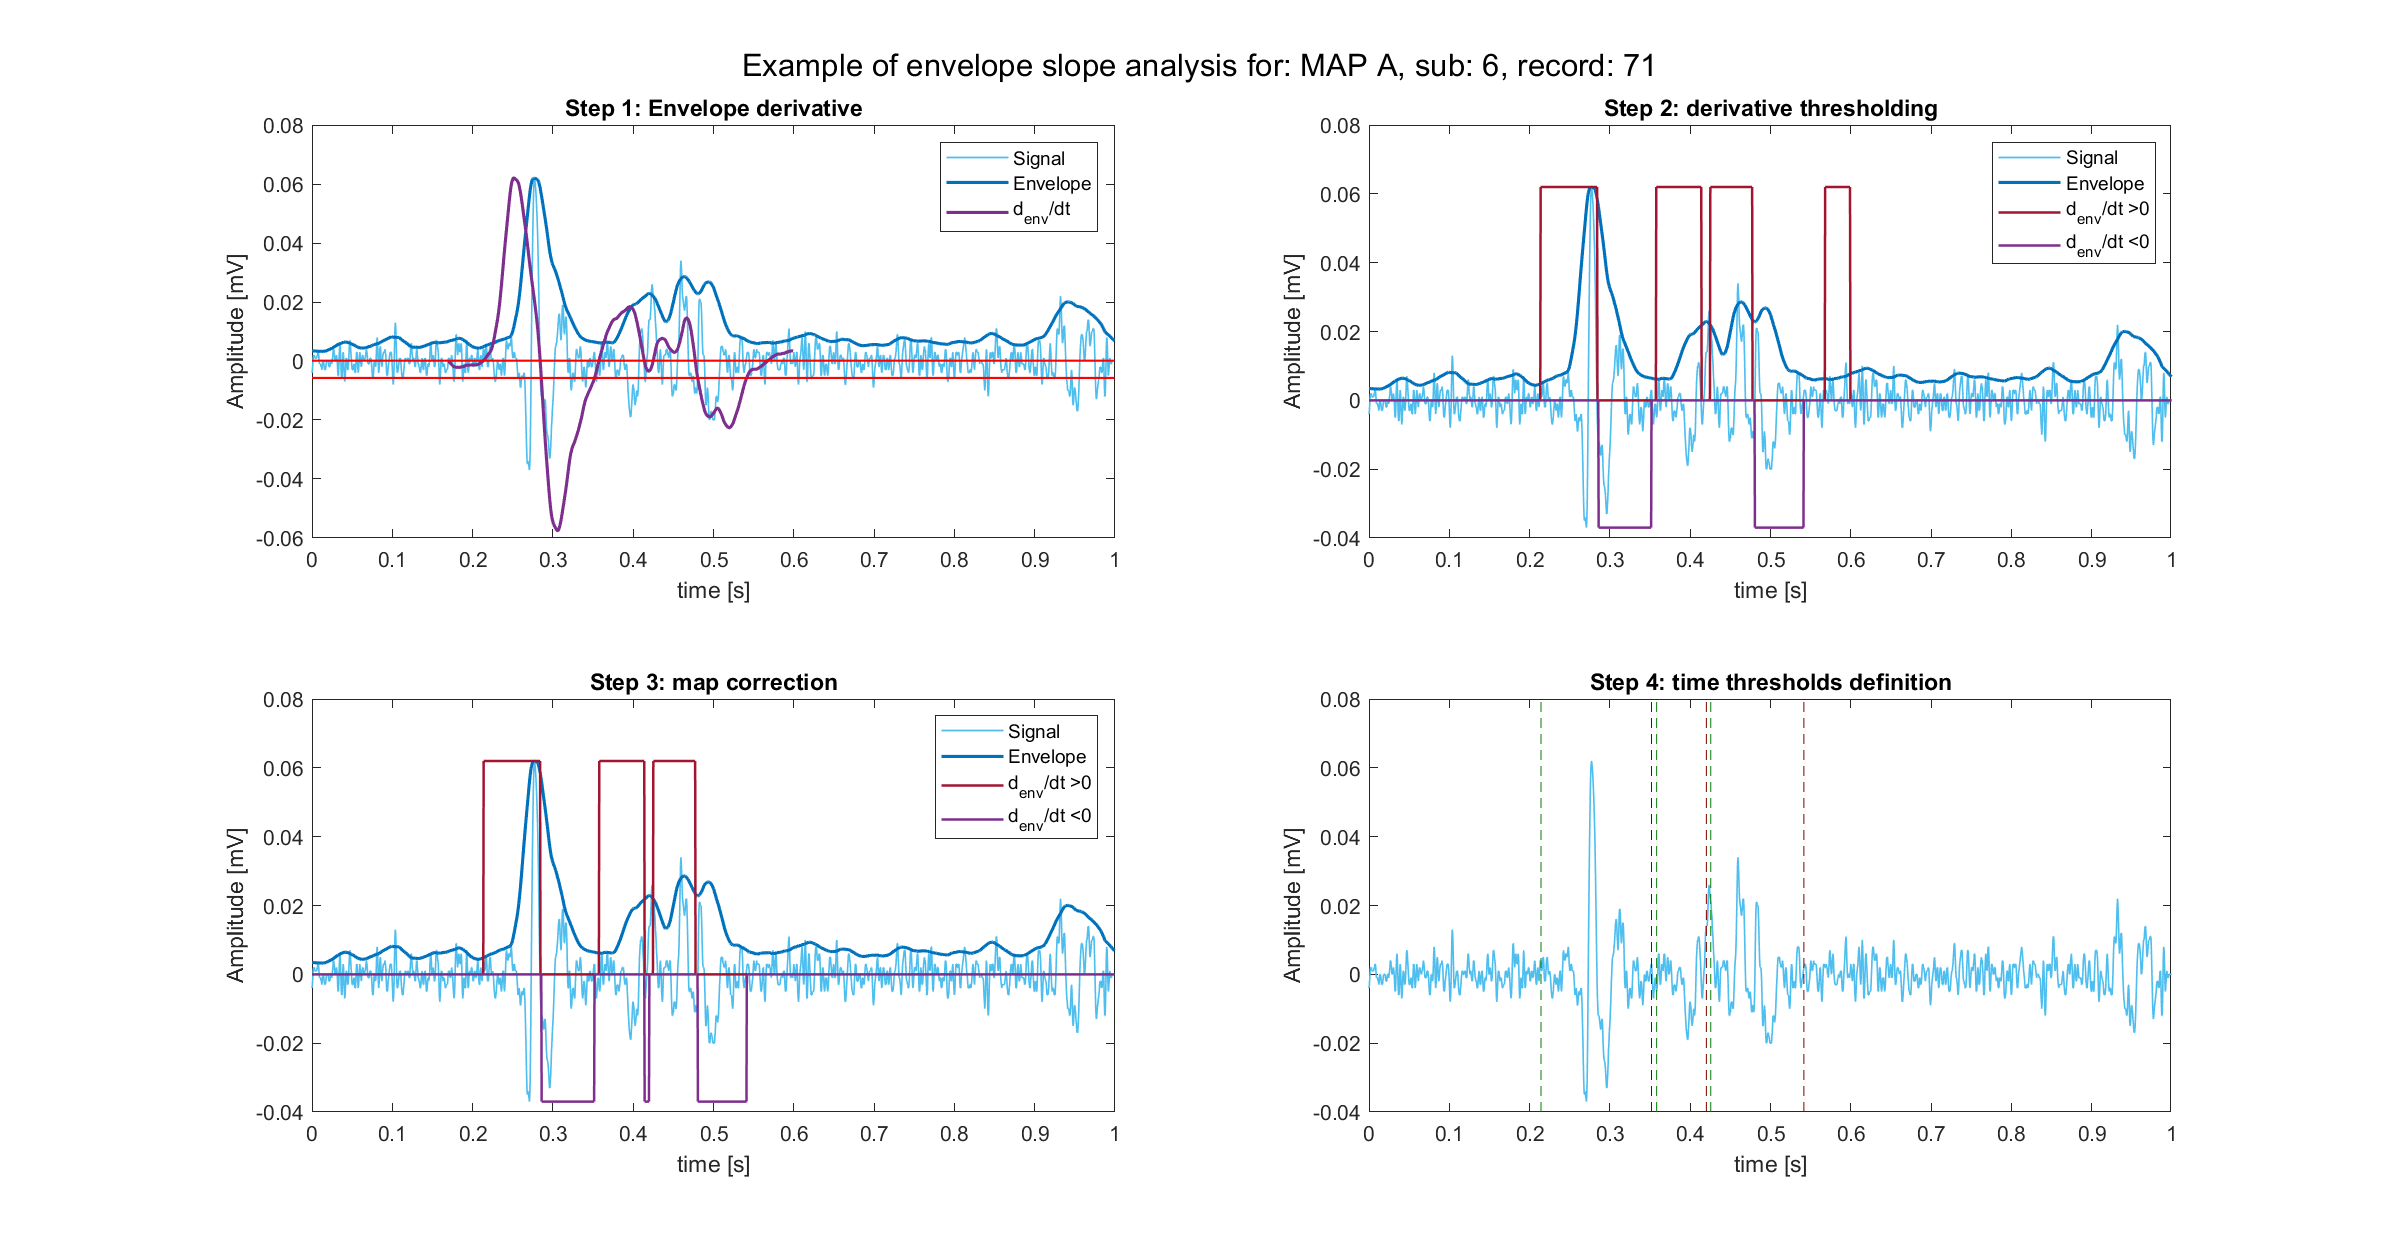 Example of envelope slope analysis for: MAP A, sub: 6, record: 71
Step 1: Envelope derivative
0.08
0.06
0.04
0.02
0
-0.02
-0.04
-0.06
Amplitude [mV]
0 0.1 0.2 0.3 0.4 0.5 0.6 0.7 0.8 0.9 1
time [s]
Signal
Envelope
denv/dt
Step 2: derivative thresholding
0.08
0.06
0.04
0.02
0
-0.02
-0.04
Amplitude [mV]
0 0.1 0.2 0.3 0.4 0.5 0.6 0.7 0.8 0.9 1
time [s]
Signal
Envelope
denv/dt >0
denv/dt <0
Step 3: map correction
0.08
0.06
0.04
0.02
0
-0.02
-0.04
Amplitude [mV]
0 0.1 0.2 0.3 0.4 0.5 0.6 0.7 0.8 0.9 1
time [s]
Signal
Envelope
denv/dt >0
denv/dt <0
Step 4: time thresholds definition
0.08
0.06
0.04
0.02
0
-0.02
-0.04
Amplitude [mV]
0 0.1 0.2 0.3 0.4 0.5 0.6 0.7 0.8 0.9 1
time [s]